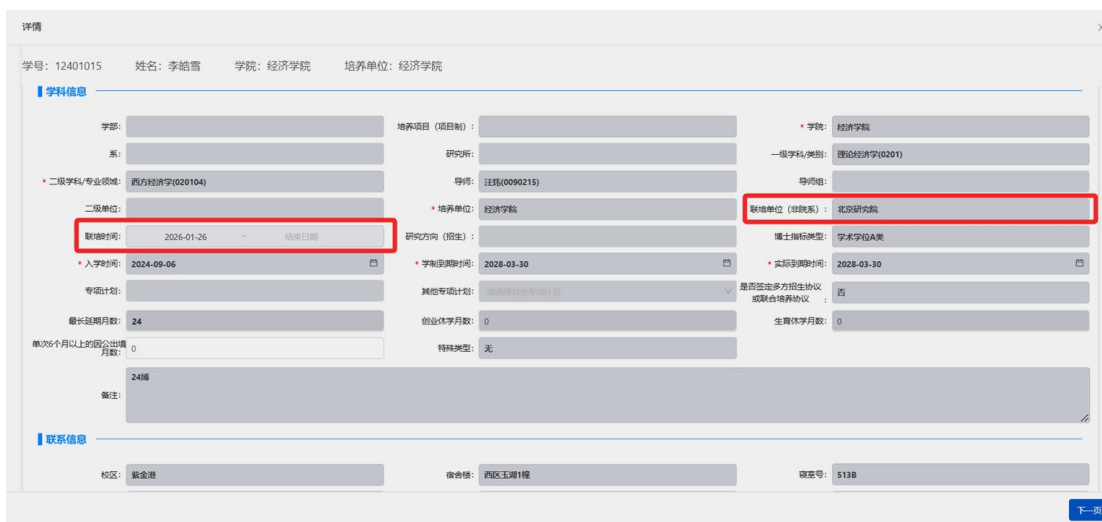 详情
学号: 12401015 姓名: 李皓雪 学院: 经济学院 培养单位: 经济学院
学科信息
学部: 培养项目 (项目制) : * 学院: 经济学院
系: 研究所: 一级学科/类别: 理论经济学(0201)
* 二级学科/专业领域: 西方经济学(020104) 导师: 汪炜(0090215) 导师组:
二级单位: * 培养单位: 经济学院 联培单位 (非院系) : 北京研究院
联培时间: 2026-01-26 ~ 结束日期 研究方向 (招生) : 博士指标类型: 学术学位A类
* 入学时间: 2024-09-06 * 学制到期时间: 2028-03-30 * 实际到期时间: 2028-03-30
专项计划: 其他专项计划: 请选择其他专项计划 是否签定多方招生协议或联合培养协议 : 否
最长延期月数: 24 创业休学月数: 0 生育休学月数: 0
单次6个月以上的因公出境月数: 0 特殊类型: 无
备注: 24博
联系信息
校区: 紫金港 宿舍楼: 西区玉湖1幢 寝室号: 513B
下一页